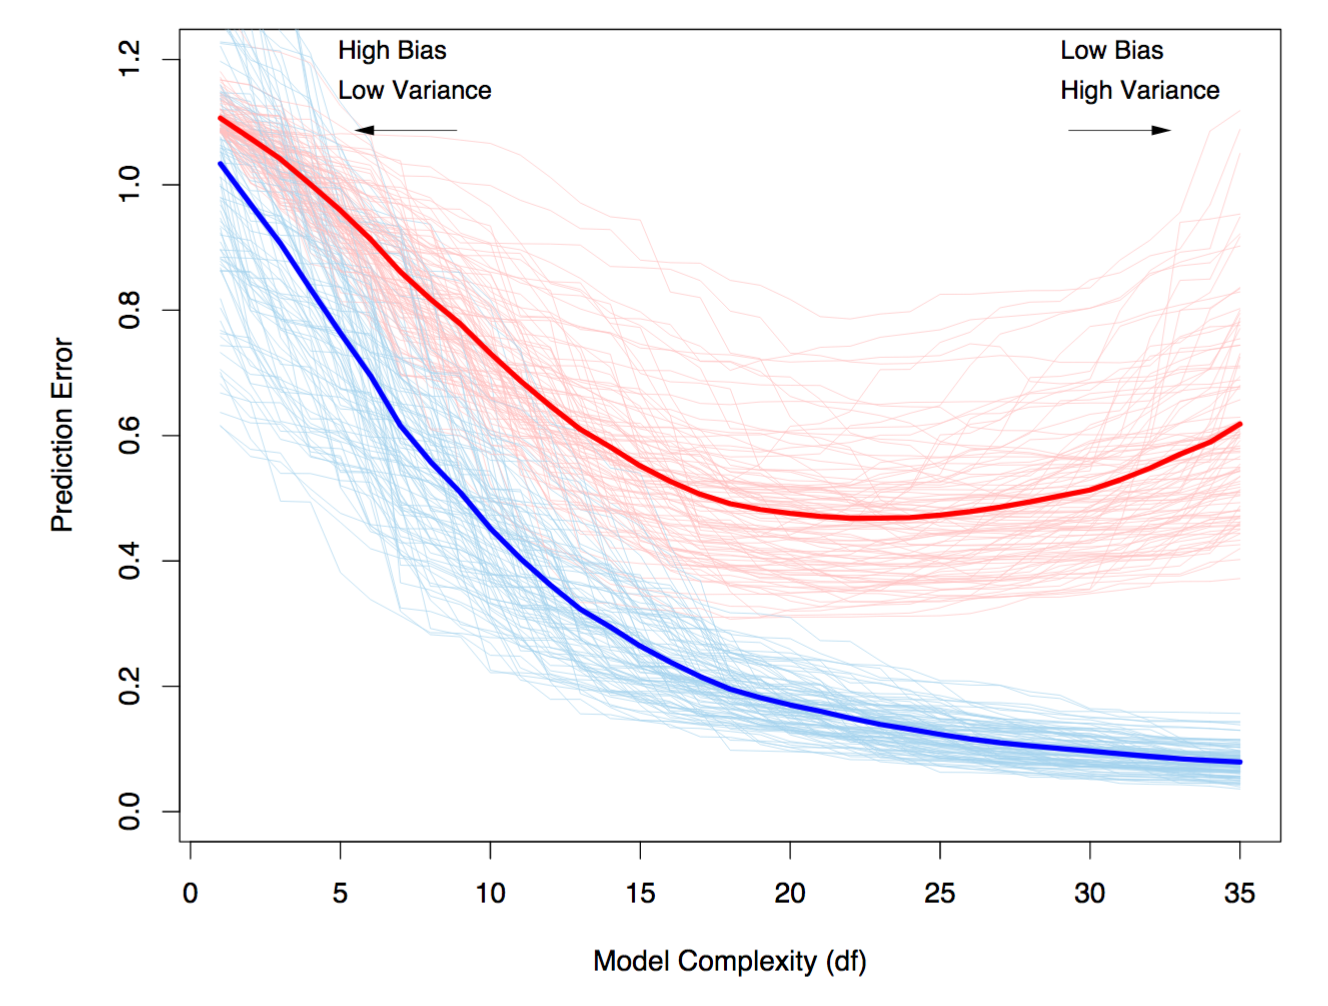 High Bias
Low Variance
Low Bias
High Variance
Prediction Error
1.2
1.0
0.8
0.6
0.4
0.2
0.0
0 5 10 15 20 25 30 35
Model Complexity (df)